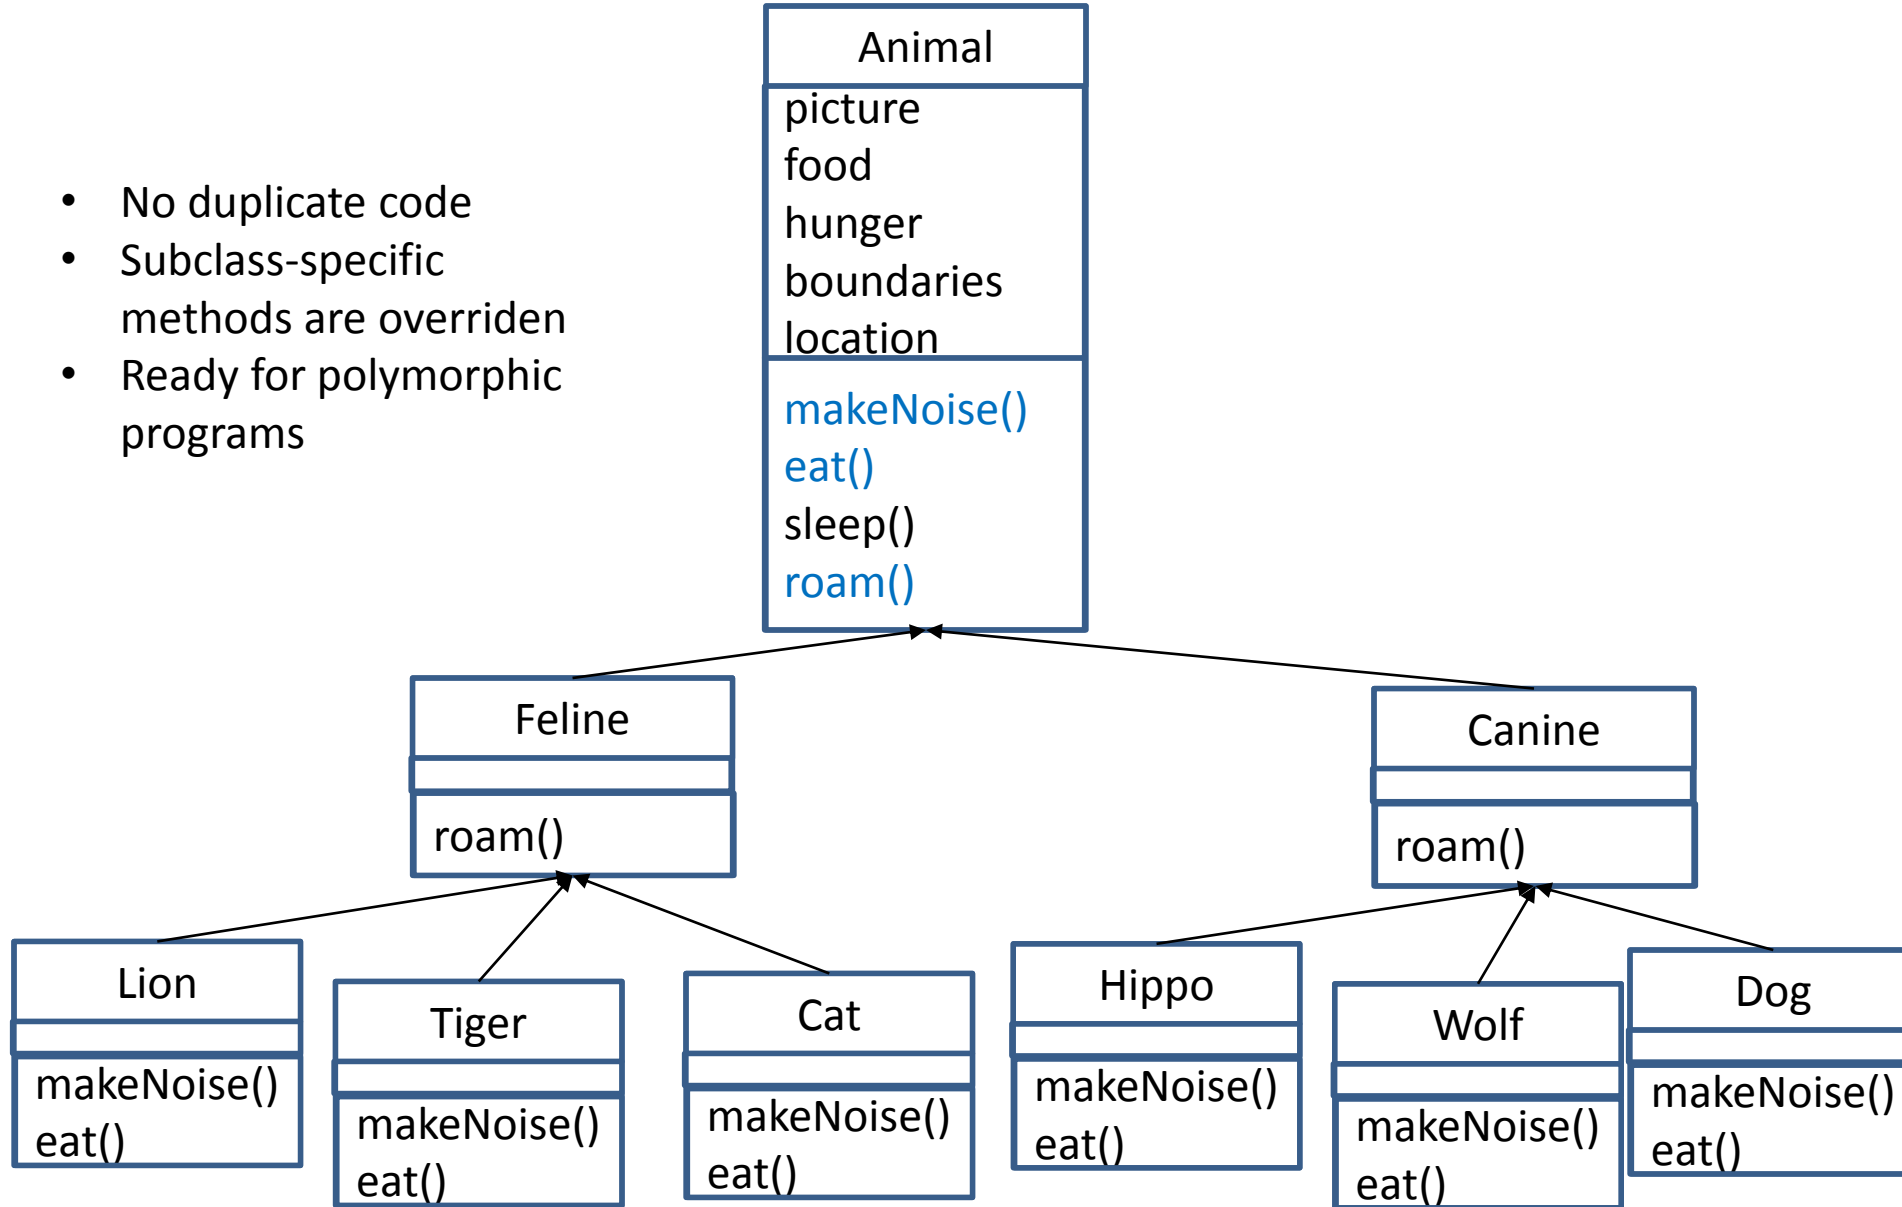 • No duplicate code
• Subclass-specific
methods are overriden
• Ready for polymorphic
programs
Animal
picture
food
hunger
boundaries
location
makeNoise()
eat()
sleep()
roam()
Feline
roam()
Canine
roam()
Lion
makeNoise()
eat()
Tiger
makeNoise()
eat()
Cat
makeNoise()
eat()
Hippo
makeNoise()
eat()
Wolf
makeNoise()
eat()
Dog
makeNoise()
eat()